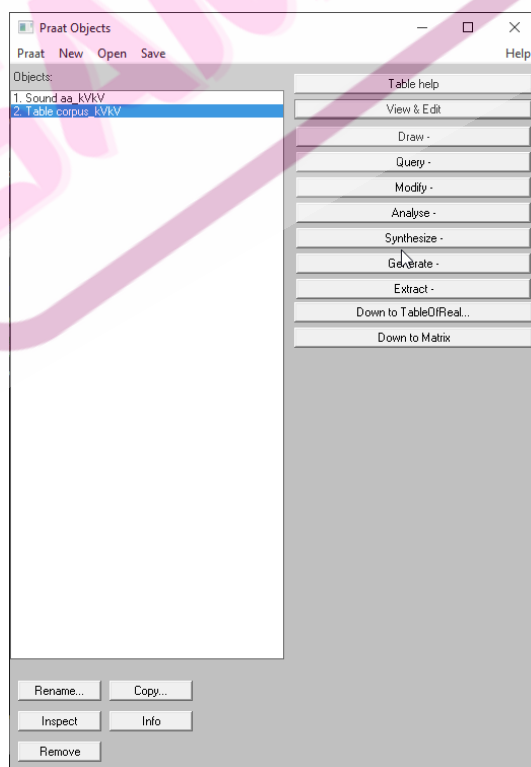 Praat Objects
Praat New Open Save Help
Objects:
1. Sound aa_kVkV
2. Table corpus_kVkV
Table help
View & Edit
Draw -
Query -
Modify -
Analyse -
Synthesize -
Generate -
Extract -
Down to TableOfReal...
Down to Matrix
Rename... Copy...
Inspect Info
Remove